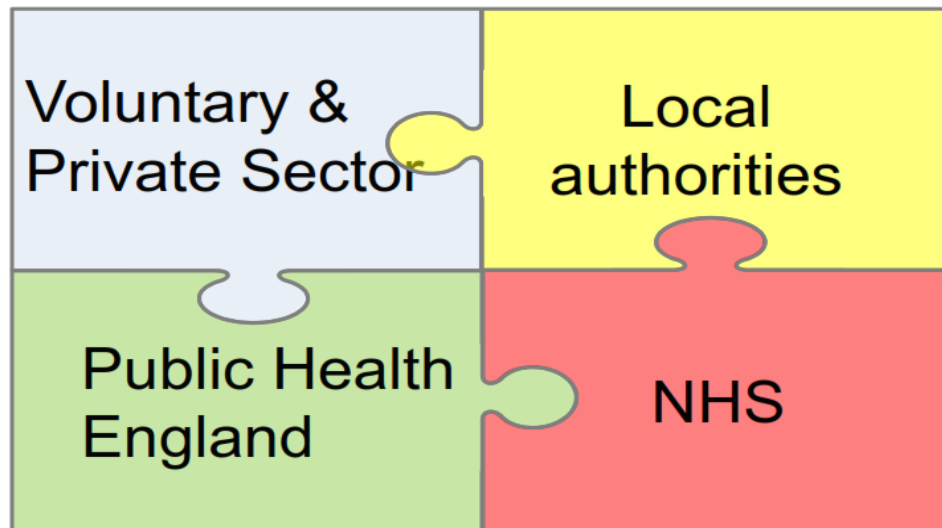 Voluntary &
Private Sector
Local
authorities
Public Health
England
NHS